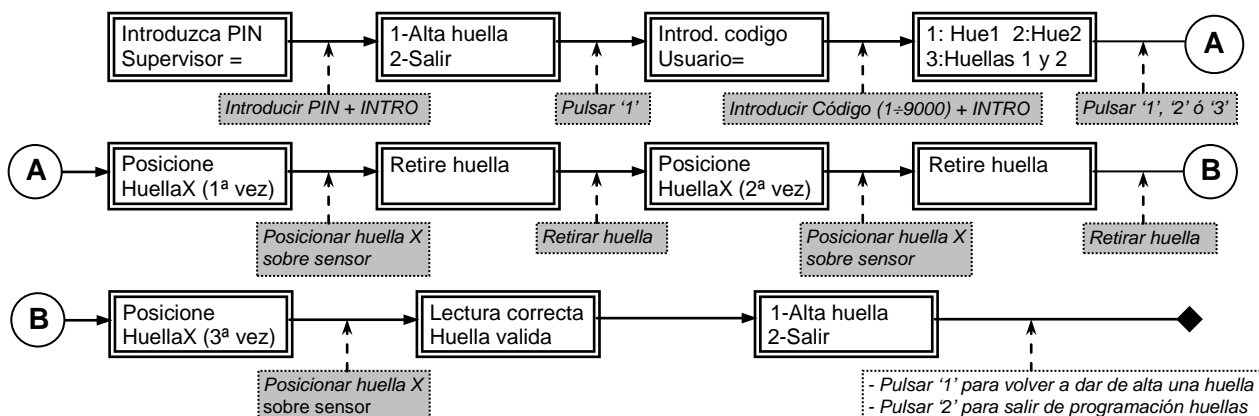 Introduzca PIN
Supervisor =
1-Alta huella
2-Salir
Introd. codigo
Usuario=
1: Hue1 2:Hue2
3:Huellas 1 y 2
A
Introducir PIN + INTRO
Pulsar ‘1’
Introducir Código (1÷9000) + INTRO
Pulsar ‘1’, ‘2’ ó ‘3’
A
Posicione
HuellaX (1ª vez)
Retire huella
Posicione
HuellaX (2ª vez)
Retire huella
B
Posicionar huella X
sobre sensor
Retirar huella
Posicionar huella X
sobre sensor
Retirar huella
B
Posicione
HuellaX (3ª vez)
Lectura correcta
Huella valida
1-Alta huella
2-Salir
Posicionar huella X
sobre sensor
- Pulsar ‘1’ para volver a dar de alta una huella
- Pulsar ‘2’ para salir de programación huellas